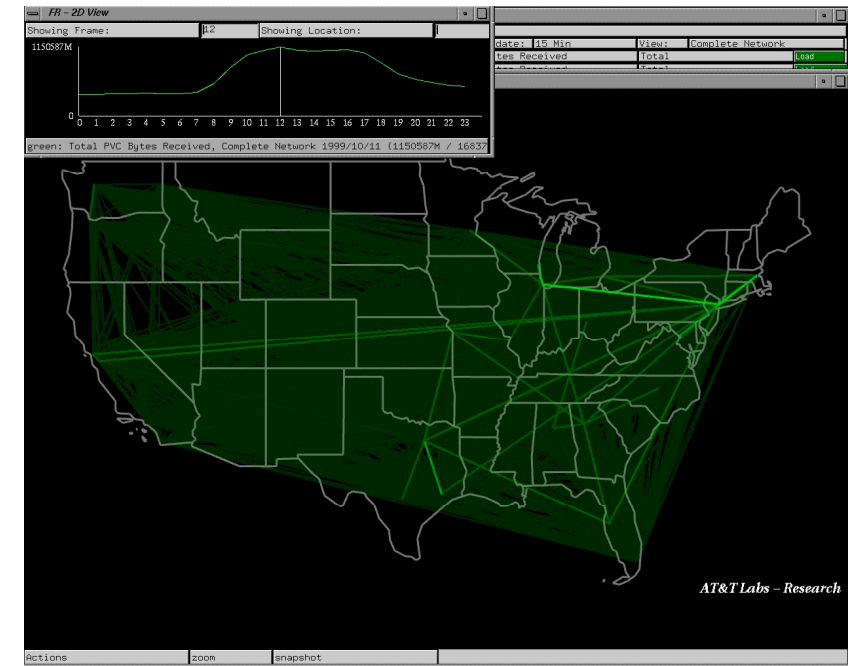 FR - 2D View
Showing Frame: 12 Showing Location:
1150587M
0
0 1 2 3 4 5 6 7 8 9 10 11 12 13 14 15 16 17 18 19 20 21 22 23
green: Total PVC Bytes Received, Complete Network 1999/10/11 (1150587M / 16837
date: 15 Min View: Complete Network
tes Received Total Load
AT&T Labs – Research
Actions zoom snapshot